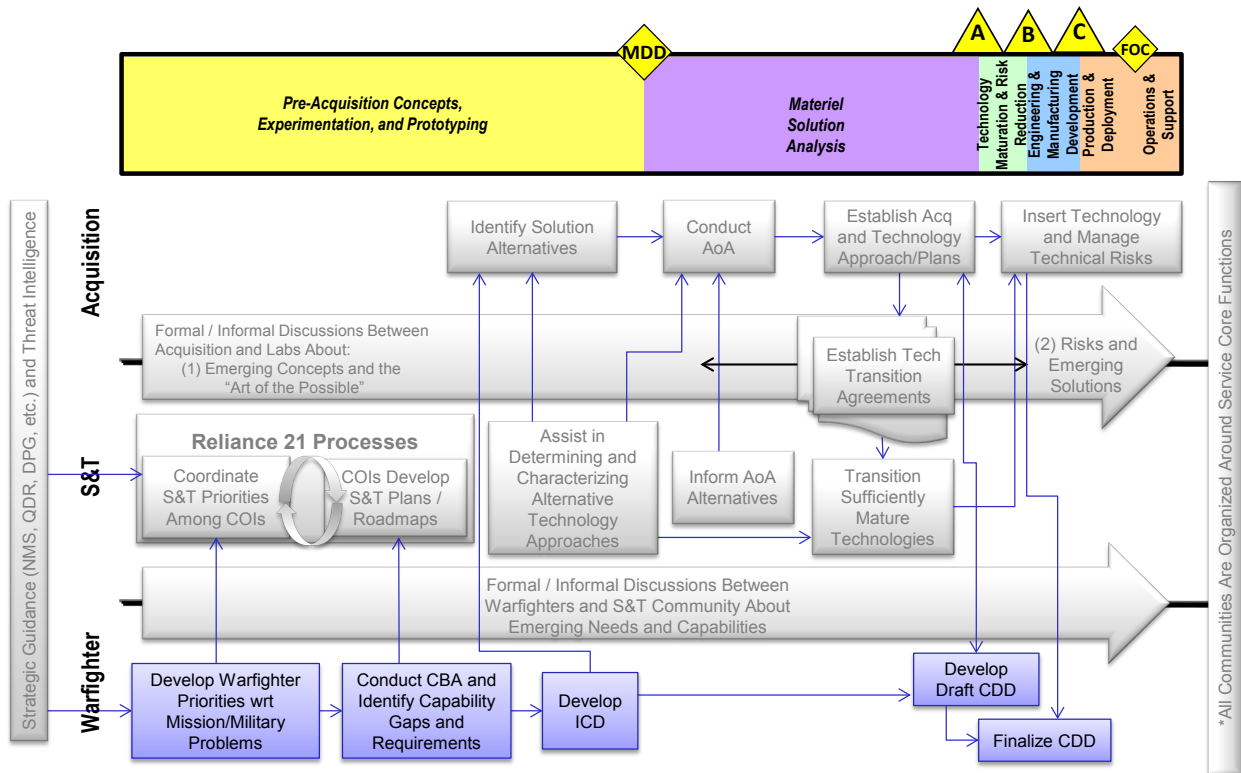 A
B
C
MDD
FOC
Pre-Acquisition Concepts,
Experimentation, and Prototyping
Materiel
Solution
Analysis
Technology
Maturation & Risk
Reduction
Engineering &
Manufacturing
Development
Production &
Deployment
Operations &
Support
Strategic Guidance (NMS, QDR, DPG, etc.) and Threat Intelligence
Acquisition
Identify Solution
Alternatives
Conduct
AoA
Establish Acq
and Technology
Approach/Plans
Insert Technology
and Manage
Technical Risks
Formal / Informal Discussions Between
Acquisition and Labs About:
(1) Emerging Concepts and the
“Art of the Possible”
Establish Tech
Transition
Agreements
(2) Risks and
Emerging
Solutions
S&T
Reliance 21 Processes
Coordinate
S&T Priorities
Among COIs
COIs Develop
S&T Plans /
Roadmaps
Assist in
Determining and
Characterizing
Alternative
Technology
Approaches
Inform AoA
Alternatives
Transition
Sufficiently
Mature
Technologies
Formal / Informal Discussions Between
Warfighters and S&T Community About
Emerging Needs and Capabilities
Warfighter
Develop Warfighter
Priorities wrt
Mission/Military
Problems
Conduct CBA and
Identify Capability
Gaps and
Requirements
Develop
ICD
Develop
Draft CDD
Finalize CDD
*All Communities Are Organized Around Service Core Functions